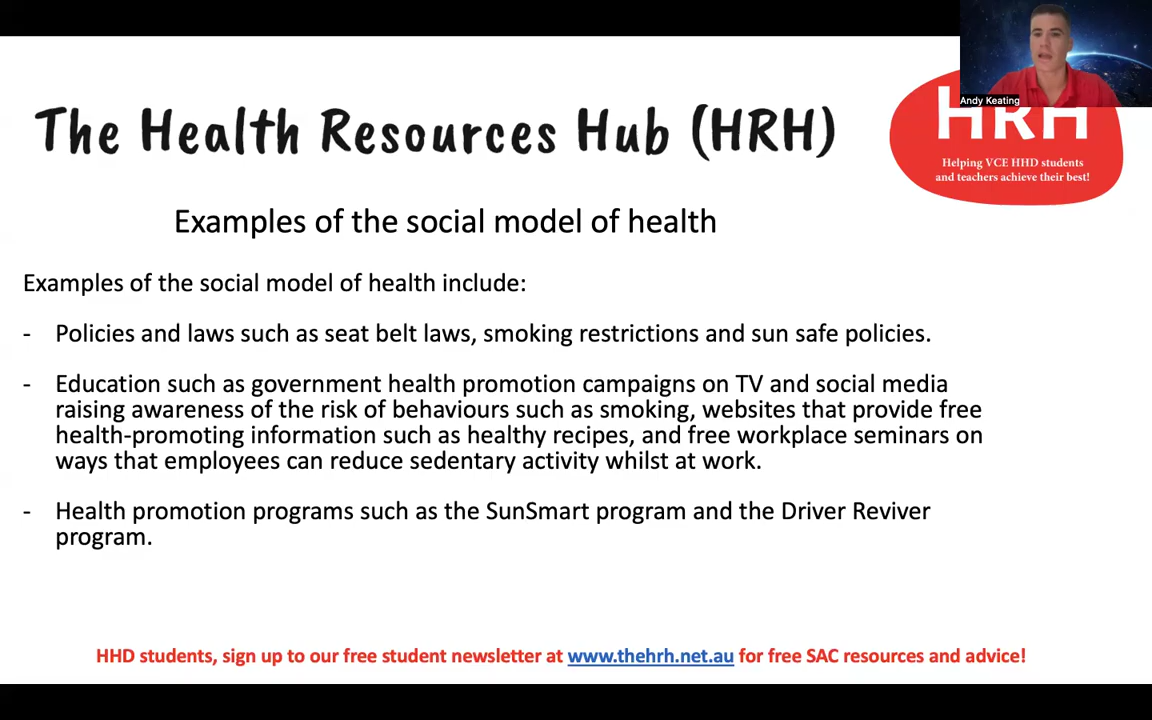 Andy Keating
The Health Resources Hub (HRH)
HRH
Helping VCE HHD students
and teachers achieve their best!
Examples of the social model of health
Examples of the social model of health include:
- Policies and laws such as seat belt laws, smoking restrictions and sun safe policies.
- Education such as government health promotion campaigns on TV and social media
raising awareness of the risk of behaviours such as smoking, websites that provide free
health-promoting information such as healthy recipes, and free workplace seminars on
ways that employees can reduce sedentary activity whilst at work.
- Health promotion programs such as the SunSmart program and the Driver Reviver
program.
HHD students, sign up to our free student newsletter at www.thehrh.net.au for free SAC resources and advice!